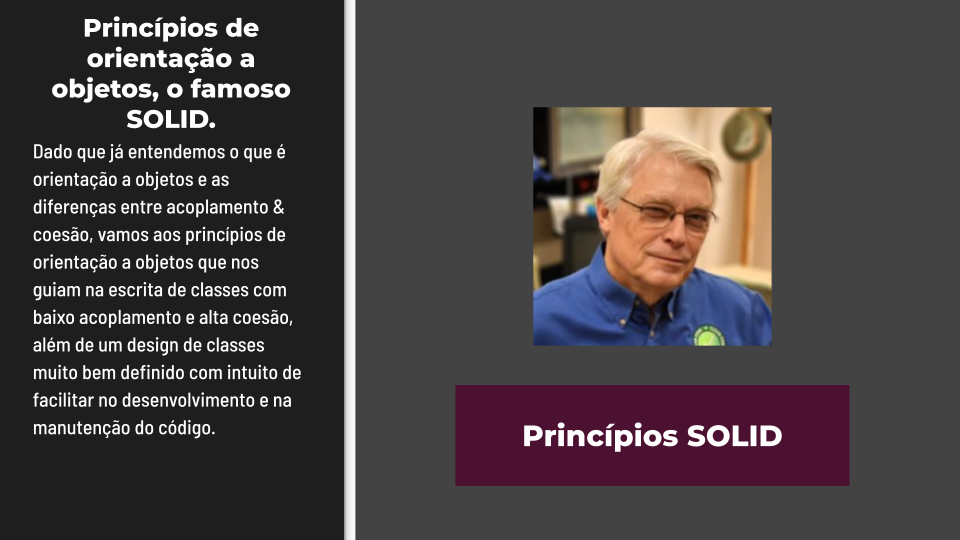 Princípios de
orientação a
objetos, o famoso
SOLID.
Dado que já entendemos o que é
orientação a objetos e as
diferenças entre acoplamento &
coesão, vamos aos princípios de
orientação a objetos que nos
guiam na escrita de classes com
baixo acoplamento e alta coesão,
além de um design de classes
muito bem definido com intuito de
facilitar no desenvolvimento e na
manutenção do código.
Princípios SOLID